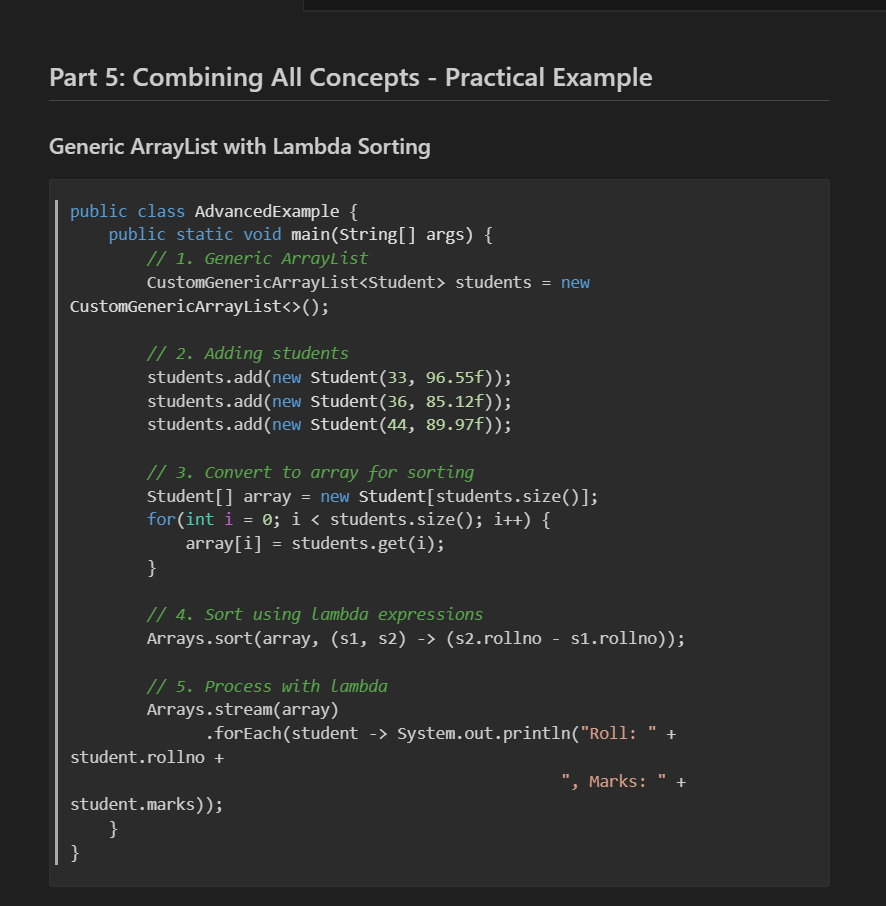 Part 5: Combining All Concepts - Practical Example
Generic ArrayList with Lambda Sorting
public class AdvancedExample {
    public static void main(String[] args) {
        // 1. Generic ArrayList
        CustomGenericArrayList<Student> students = new
CustomGenericArrayList<>();

        // 2. Adding students
        students.add(new Student(33, 96.55f));
        students.add(new Student(36, 85.12f));
        students.add(new Student(44, 89.97f));

        // 3. Convert to array for sorting
        Student[] array = new Student[students.size()];
        for(int i = 0; i < students.size(); i++) {
            array[i] = students.get(i);
        }

        // 4. Sort using lambda expressions
        Arrays.sort(array, (s1, s2) -> (s2.rollno - s1.rollno));

        // 5. Process with lambda
        Arrays.stream(array)
              .forEach(student -> System.out.println("Roll: " +
student.rollno +
                                                   ", Marks: " +
student.marks));
    }
}